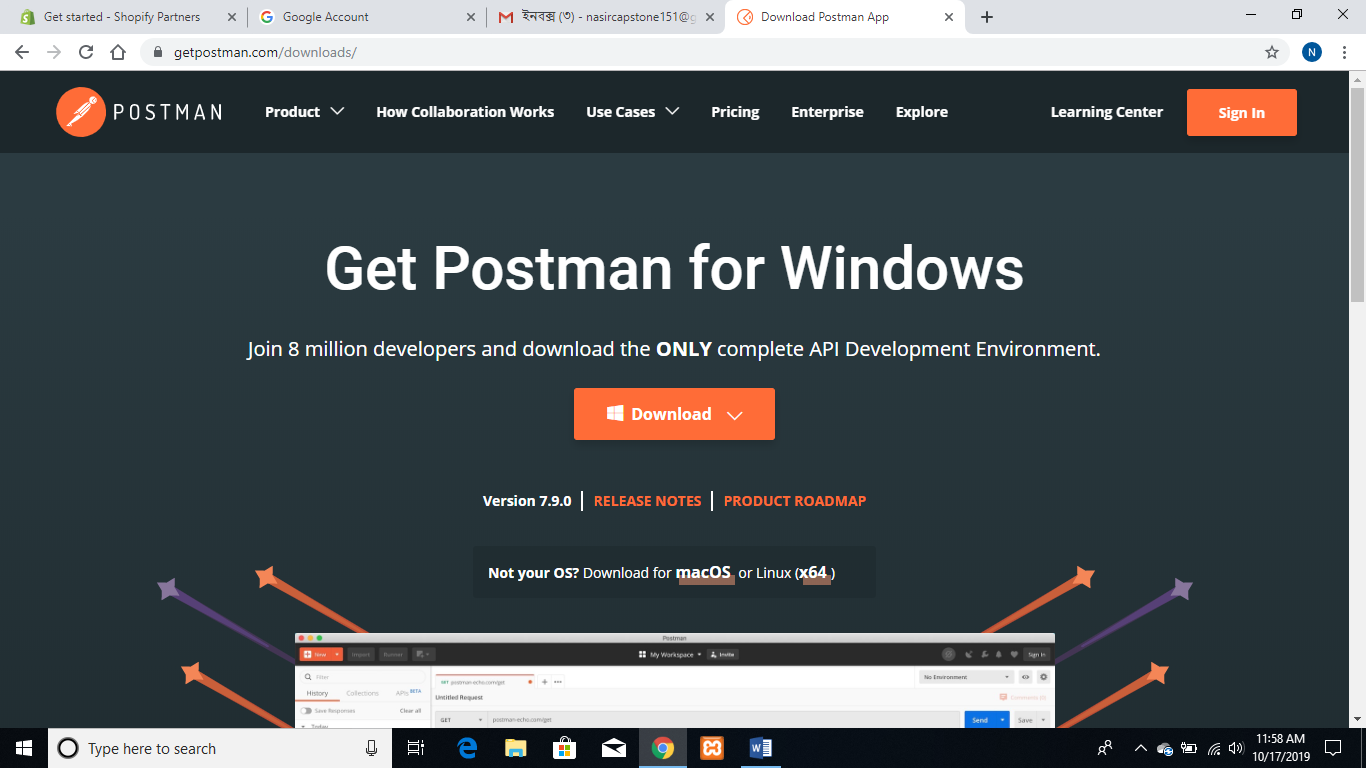 Get started - Shopify Partners
Google Account
ইনবক্স (৩) - nasircapstone151@g
Download Postman App
getpostman.com/downloads/
N
POSTMAN
Product
How Collaboration Works
Use Cases
Pricing
Enterprise
Explore
Learning Center
Sign In
Get Postman for Windows
Join 8 million developers and download the ONLY complete API Development Environment.
Download
Version 7.9.0
RELEASE NOTES
PRODUCT ROADMAP
Not your OS? Download for macOS or Linux (x64 )
Postman
New
Import
Runner
My Workspace
Invite
Sign In
Filter
History
Collections
APIs BETA
Save Responses
Clear all
Today
GET postman-echo.com/get
No Environment
Untitled Request
Comments (0)
GET
postman-echo.com/get
Send
Save
Type here to search
11:58 AM
10/17/2019